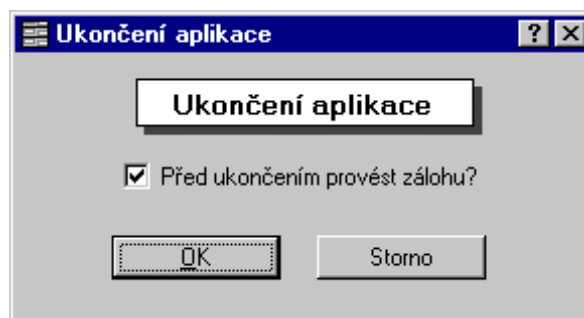 Ukončení aplikace
Ukončení aplikace
Před ukončením provést zálohu?
OK Storno